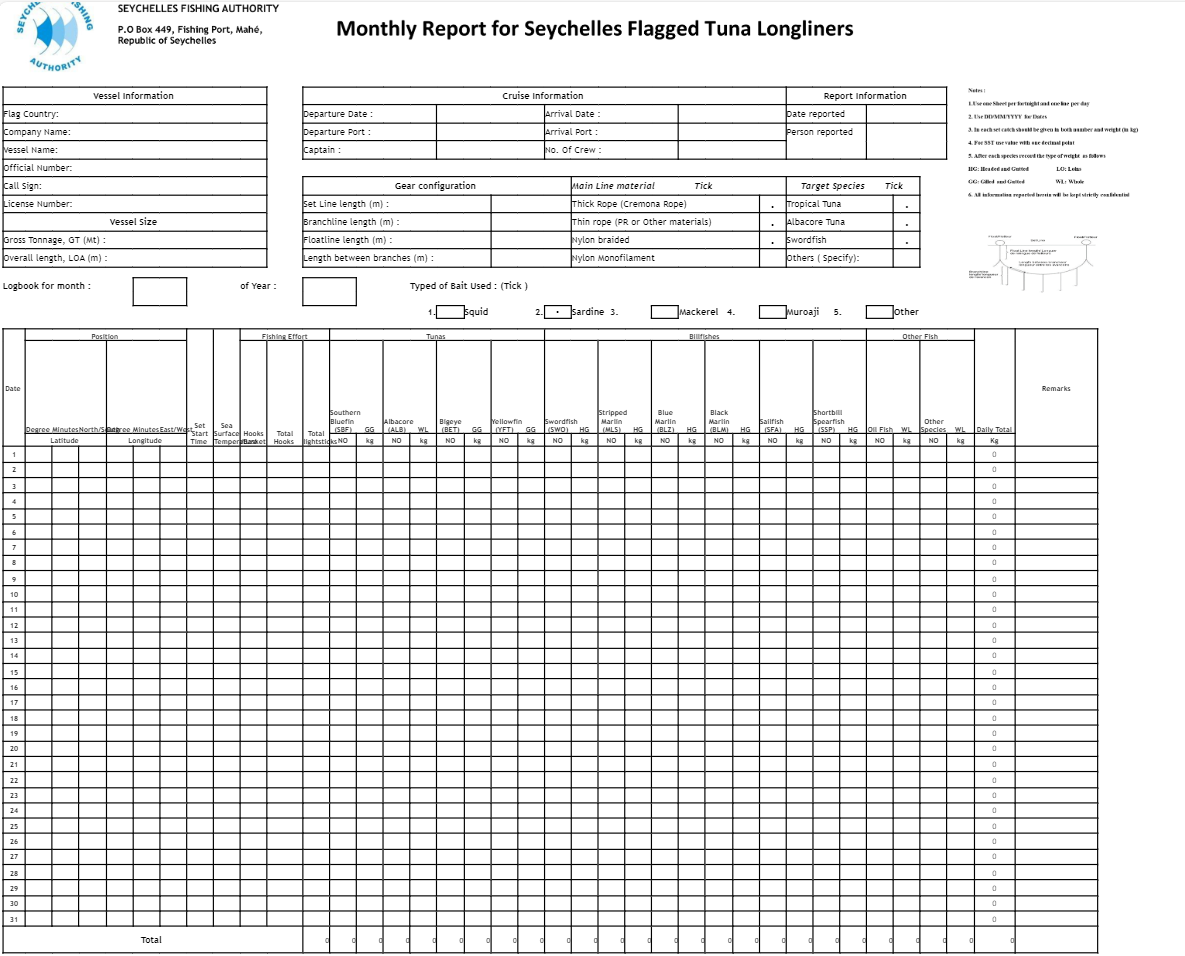 SEYCHELLES FISHING AUTHORITY
P.O Box 449, Fishing Port, Mahé,
Republic of Seychelles
AUTHORITY
Monthly Report for Seychelles Flagged Tuna Longliners
Vessel Information
Flag Country:
Company Name:
Vessel Name:
Official Number:
Call Sign:
License Number:
Vessel Size
Gross Tonnage, GT (Mt) :
Overall length, LOA (m) :
Cruise Information
Report Information
Departure Date : Arrival Date : Date reported
Departure Port : Arrival Port : Person reported
Captain : No. Of Crew :
Gear configuration Main Line material Tick Target Species Tick
Set Line length (m) : Thick Rope (Cremona Rope) . Tropical Tuna .
Branchline length (m) : Thin rope (PR or Other materials) . Albacore Tuna .
Floatline length (m) : Nylon braided . Swordfish .
Length between branches (m) : Nylon Monofilament Others ( Specify):
Notes :
1.Use one Sheet per fortnight and one line per day
2. Use DD/MM/YYYY for Dates
3. In each set catch should be given in both number and weight (in kg)
4. For SST use value with one decimal point
5. After each species record the type of weight as follows
HG: Headed and Gutted LO: Loins
GG: Gilled and Gutted WL: Whole
6. All information reported herein will be kept strictly confidential
Logbook for month : of Year : Typed of Bait Used : (Tick )
1. Squid 2. . Sardine 3. Mackerel 4. Muroaji 5. Other
Position Fishing Effort Tunas Billfishes Other Fish
Date
Degree Minutes North/South Degree Minutes East/West
Latitude Longitude
Set Start Time
Sea Surface Temperature
Hooks Basket
Total Hooks
Total lightsticks
Southern Bluefin (SBF) GG
Albacore (ALB) WL
Bigeye (BET) GG
Yellowfin (YFT) GG
Swordfish (SWO) HG
Stripped Marlin (MLS) HG
Blue Marlin (BLZ) HG
Black Marlin (BLM) HG
Sailfish (SFA) HG
Shortbill Spearfish (SSP) HG
Oil Fish WL
Other Species WL
Daily Total
Remarks
NO kg NO kg NO kg NO kg NO kg NO kg NO kg NO kg NO kg NO kg NO kg NO kg Kg
1 0
2 0
3 0
4 0
5 0
6 0
7 0
8 0
9 0
10 0
11 0
12 0
13 0
14 0
15 0
16 0
17 0
18 0
19 0
20 0
21 0
22 0
23 0
24 0
25 0
26 0
27 0
28 0
29 0
30 0
31 0
Total 0 0 0 0 0 0 0 0 0 0 0 0 0 0 0 0 0 0 0 0 0 0 0 0 0 0